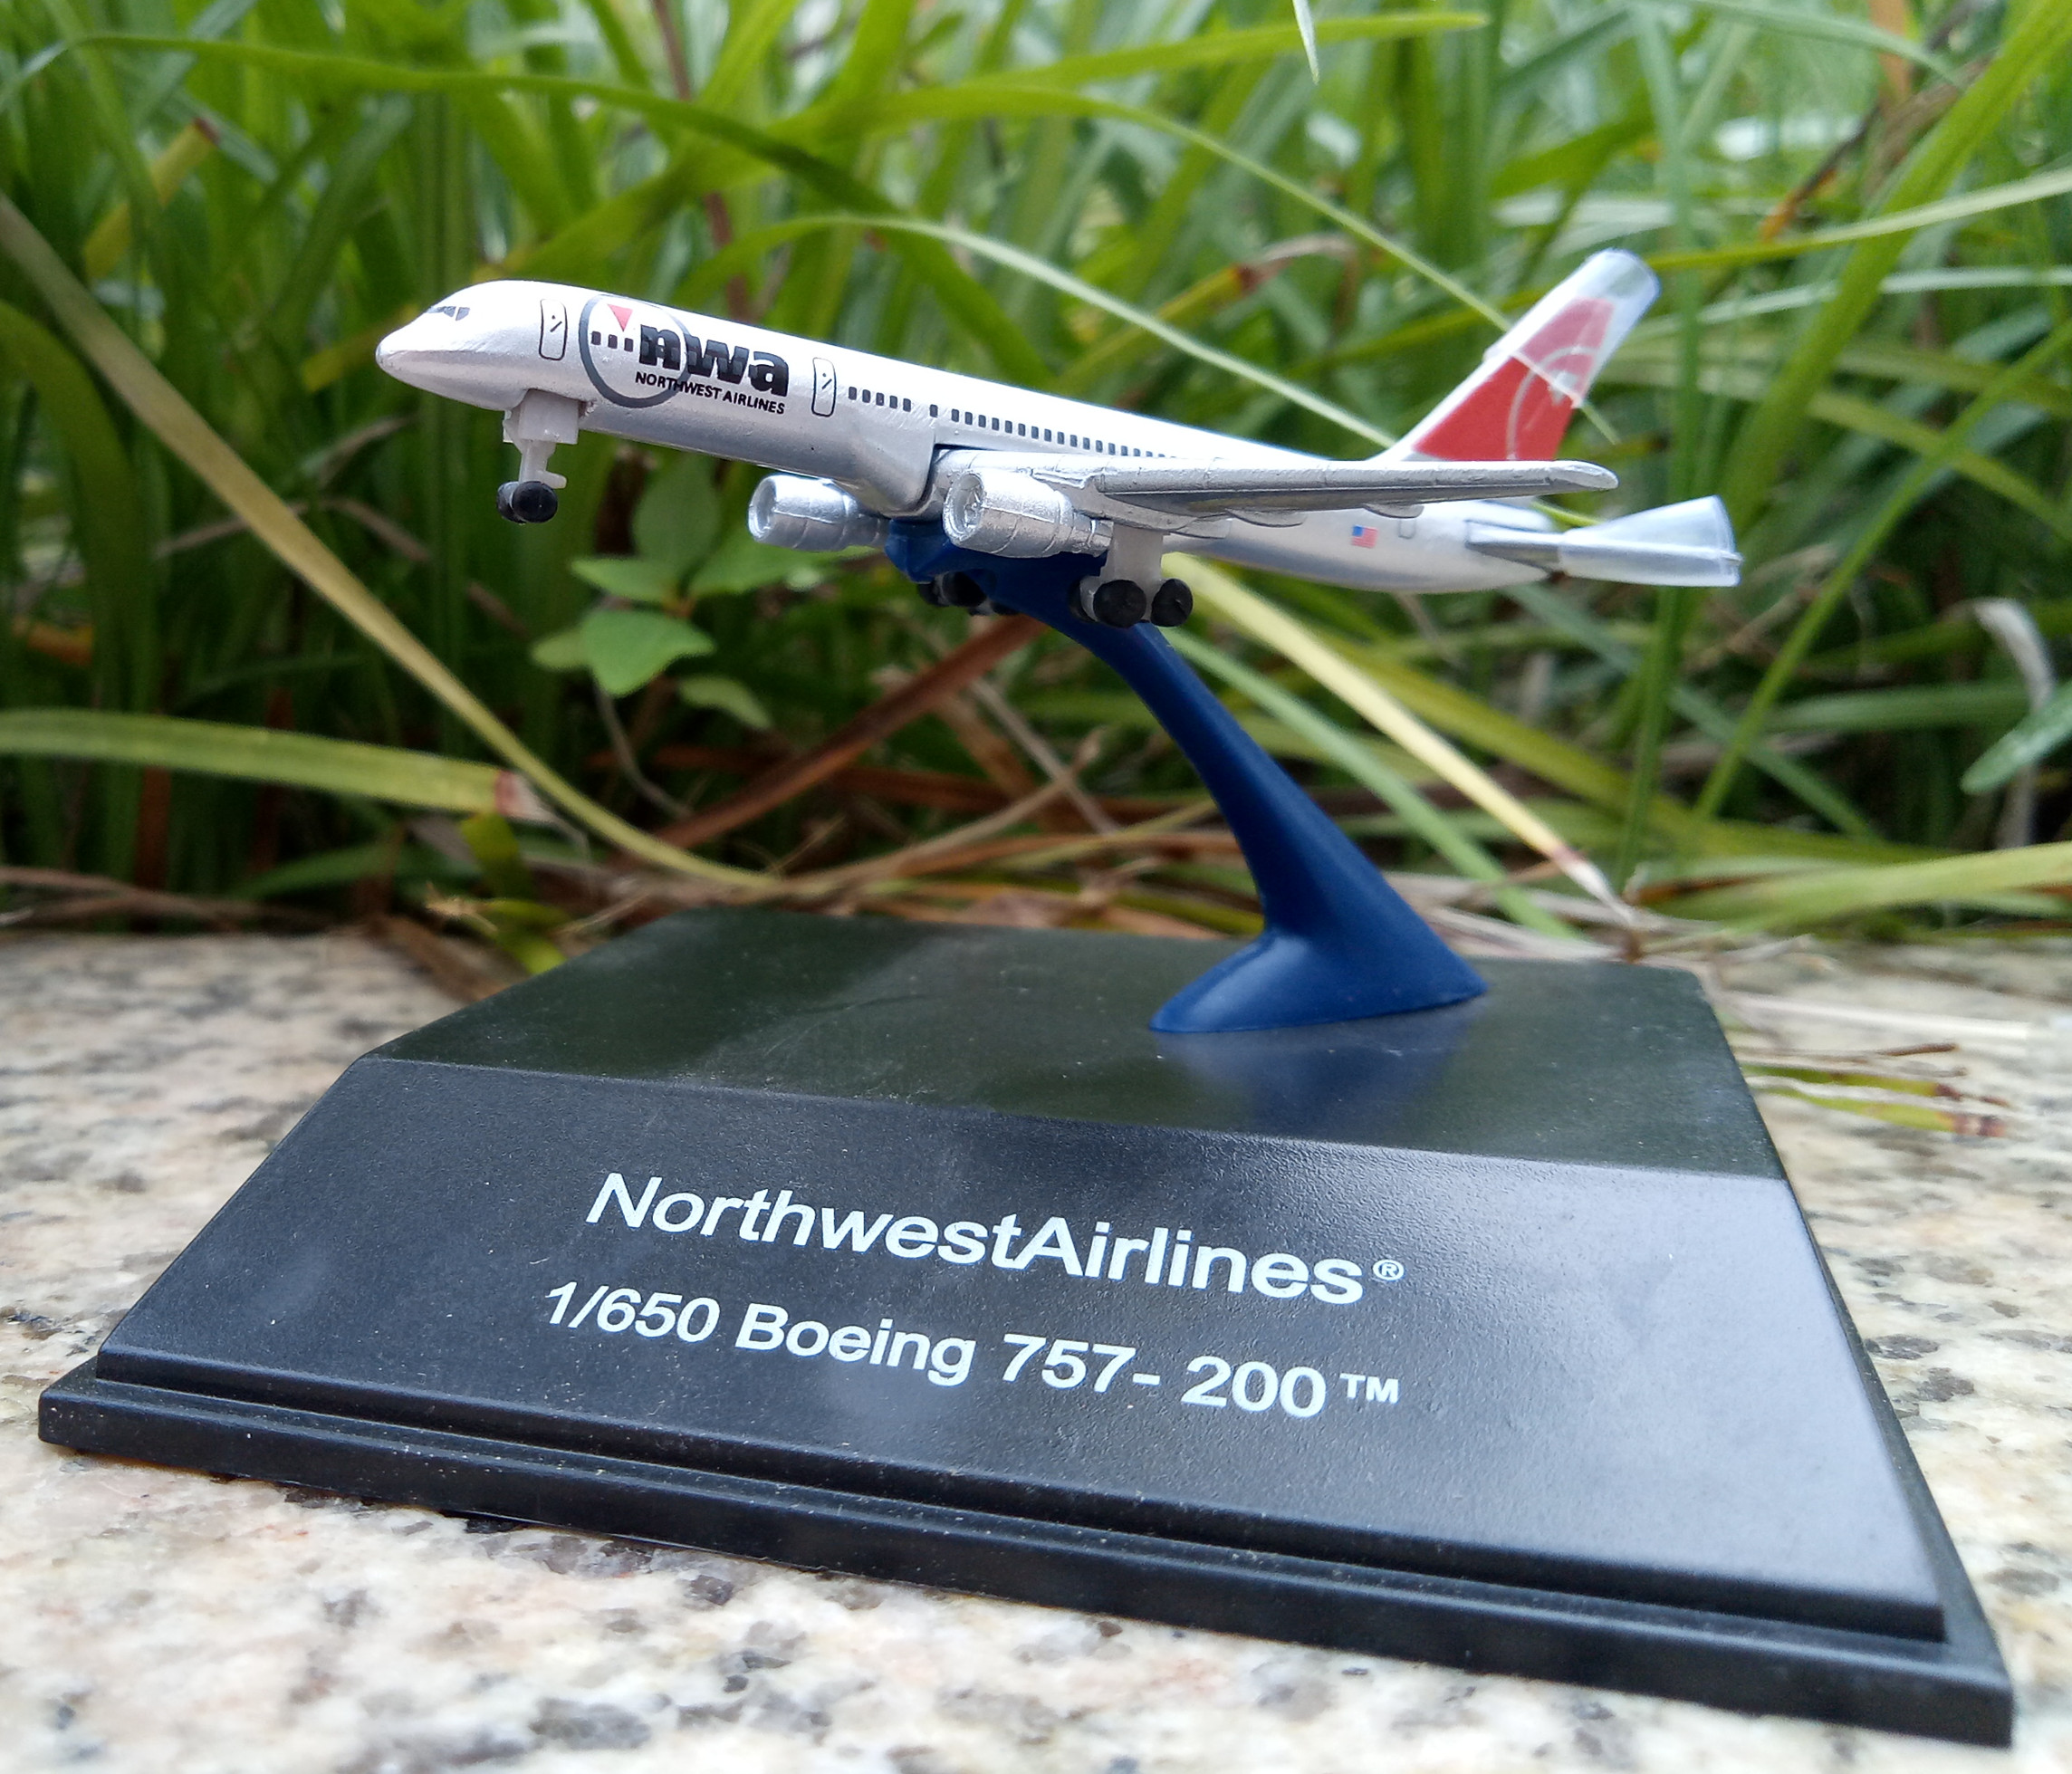 nwa
NORTHWEST AIRLINES
NorthwestAirlines®
1/650 Boeing 757- 200™